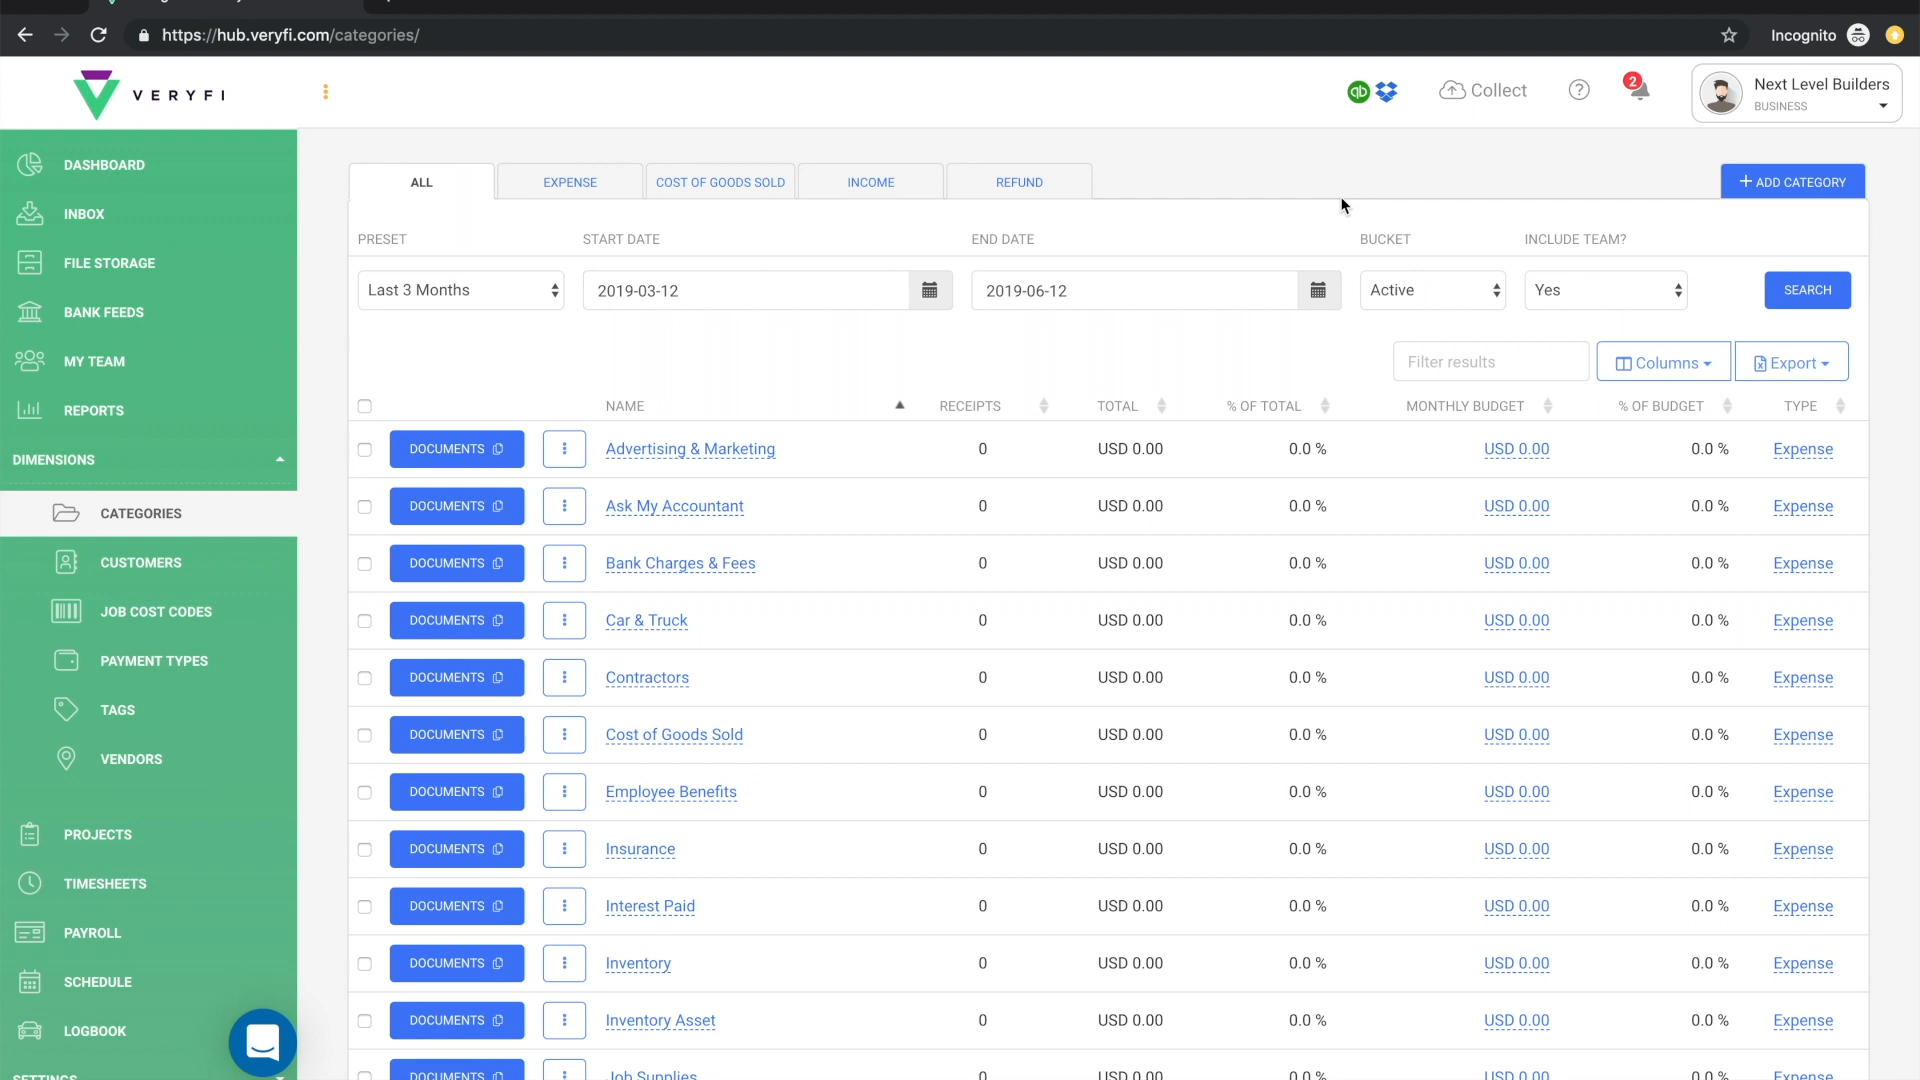 https://hub.veryfi.com/categories/
Incognito
VERYFI
Collect
2
Next Level Builders
BUSINESS
DASHBOARD
INBOX
FILE STORAGE
BANK FEEDS
MY TEAM
REPORTS
DIMENSIONS
CATEGORIES
CUSTOMERS
JOB COST CODES
PAYMENT TYPES
TAGS
VENDORS
PROJECTS
TIMESHEETS
PAYROLL
SCHEDULE
LOGBOOK
SETTINGS
ALL EXPENSE COST OF GOODS SOLD INCOME REFUND + ADD CATEGORY
PRESET START DATE END DATE BUCKET INCLUDE TEAM?
Last 3 Months 2019-03-12 2019-06-12 Active Yes SEARCH
Filter results Columns Export
NAME RECEIPTS TOTAL % OF TOTAL MONTHLY BUDGET % OF BUDGET TYPE
DOCUMENTS Advertising & Marketing 0 USD 0.00 0.0 % USD 0.00 0.0 % Expense
DOCUMENTS Ask My Accountant 0 USD 0.00 0.0 % USD 0.00 0.0 % Expense
DOCUMENTS Bank Charges & Fees 0 USD 0.00 0.0 % USD 0.00 0.0 % Expense
DOCUMENTS Car & Truck 0 USD 0.00 0.0 % USD 0.00 0.0 % Expense
DOCUMENTS Contractors 0 USD 0.00 0.0 % USD 0.00 0.0 % Expense
DOCUMENTS Cost of Goods Sold 0 USD 0.00 0.0 % USD 0.00 0.0 % Expense
DOCUMENTS Employee Benefits 0 USD 0.00 0.0 % USD 0.00 0.0 % Expense
DOCUMENTS Insurance 0 USD 0.00 0.0 % USD 0.00 0.0 % Expense
DOCUMENTS Interest Paid 0 USD 0.00 0.0 % USD 0.00 0.0 % Expense
DOCUMENTS Inventory 0 USD 0.00 0.0 % USD 0.00 0.0 % Expense
DOCUMENTS Inventory Asset 0 USD 0.00 0.0 % USD 0.00 0.0 % Expense
DOCUMENTS Job Supplies 0 USD 0.00 0.0 % USD 0.00 0.0 % Expense